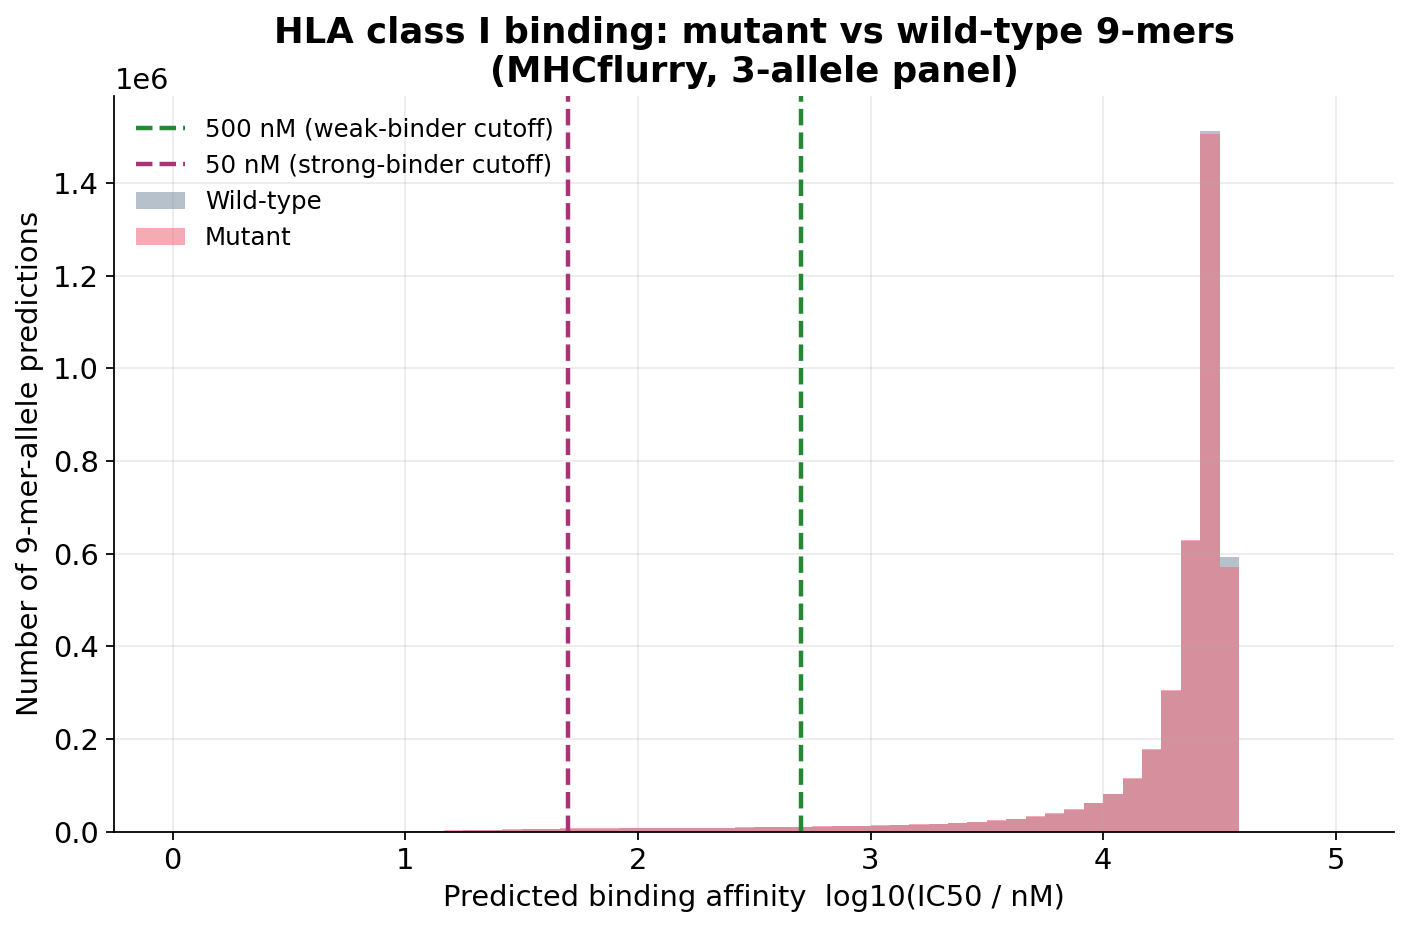 HLA class I binding: mutant vs wild-type 9-mers
(MHCflurry, 3-allele panel)
1e6
500 nM (weak-binder cutoff)
50 nM (strong-binder cutoff)
Wild-type
Mutant
Number of 9-mer-allele predictions
1.4
1.2
1.0
0.8
0.6
0.4
0.2
0.0
0 1 2 3 4 5
Predicted binding affinity  log10(IC50 / nM)